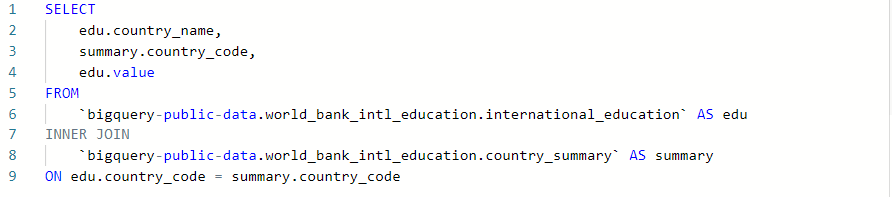 1 SELECT
2 edu.country_name,
3 summary.country_code,
4 edu.value
5 FROM
6 `bigquery-public-data.world_bank_intl_education.international_education` AS edu
7 INNER JOIN
8 `bigquery-public-data.world_bank_intl_education.country_summary` AS summary
9 ON edu.country_code = summary.country_code